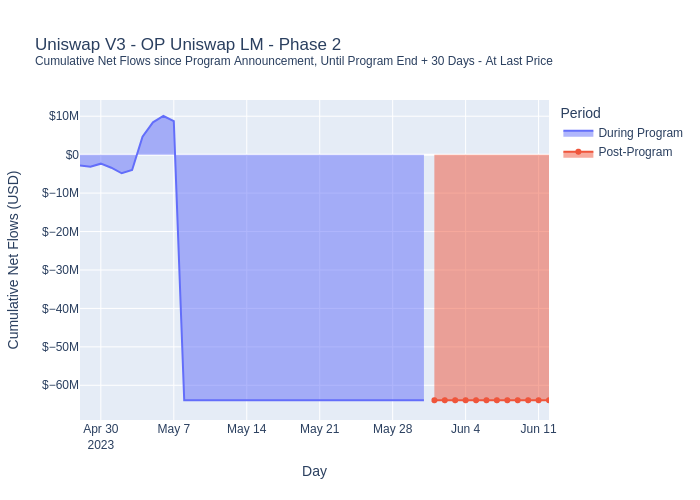 Uniswap V3 - OP Uniswap LM - Phase 2
Cumulative Net Flows since Program Announcement, Until Program End + 30 Days - At Last Price
Period
During Program
Post-Program
Cumulative Net Flows (USD)
$10M
$0
$−10M
$−20M
$−30M
$−40M
$−50M
$−60M
Apr 30
2023
May 7
May 14
May 21
May 28
Jun 4
Jun 11
Day